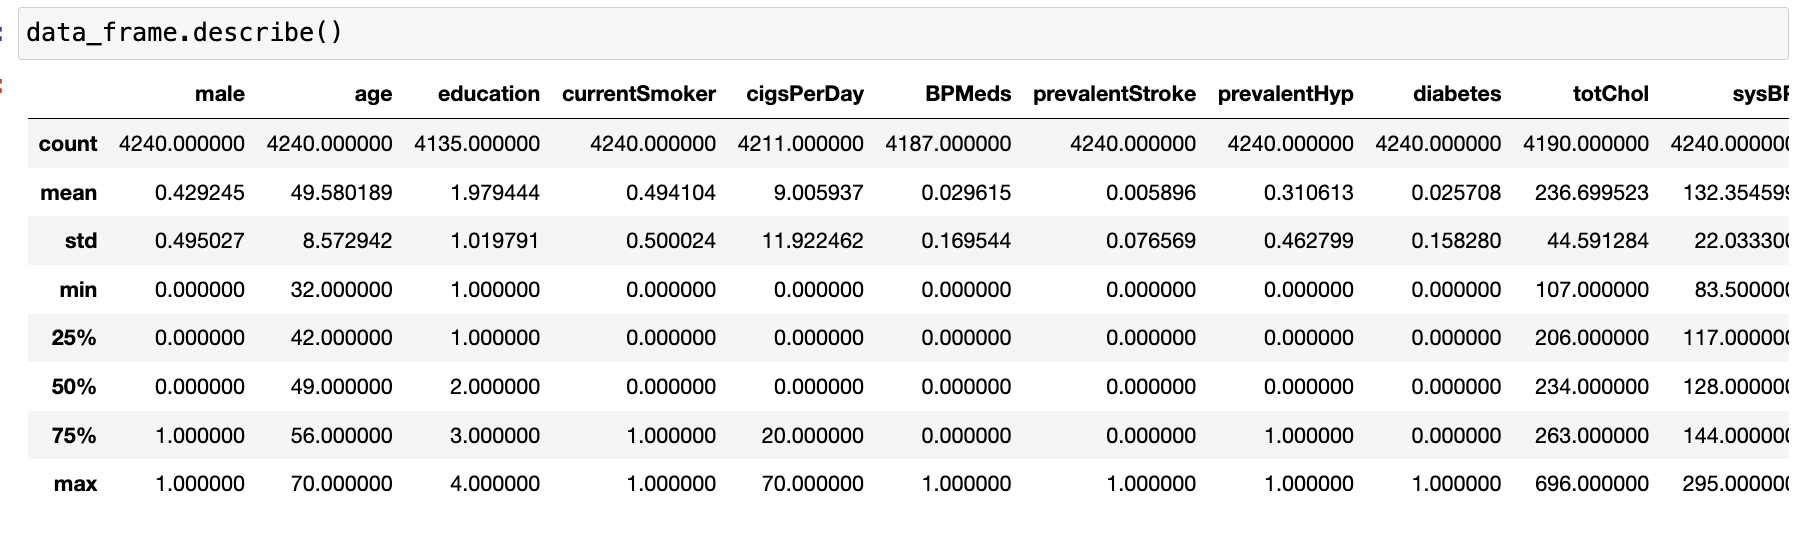 data_frame.describe()
male age education currentSmoker cigsPerDay BPMeds prevalentStroke prevalentHyp diabetes totChol sysBP
count 4240.000000 4240.000000 4135.000000 4240.000000 4211.000000 4187.000000 4240.000000 4240.000000 4240.000000 4190.000000 4240.000000
mean 0.429245 49.580189 1.979444 0.494104 9.005937 0.029615 0.005896 0.310613 0.025708 236.699523 132.354599
std 0.495027 8.572942 1.019791 0.500024 11.922462 0.169544 0.076569 0.462799 0.158280 44.591284 22.033300
min 0.000000 32.000000 1.000000 0.000000 0.000000 0.000000 0.000000 0.000000 0.000000 107.000000 83.500000
25% 0.000000 42.000000 1.000000 0.000000 0.000000 0.000000 0.000000 0.000000 0.000000 206.000000 117.000000
50% 0.000000 49.000000 2.000000 0.000000 0.000000 0.000000 0.000000 0.000000 0.000000 234.000000 128.000000
75% 1.000000 56.000000 3.000000 1.000000 20.000000 0.000000 0.000000 1.000000 0.000000 263.000000 144.000000
max 1.000000 70.000000 4.000000 1.000000 70.000000 1.000000 1.000000 1.000000 1.000000 696.000000 295.000000